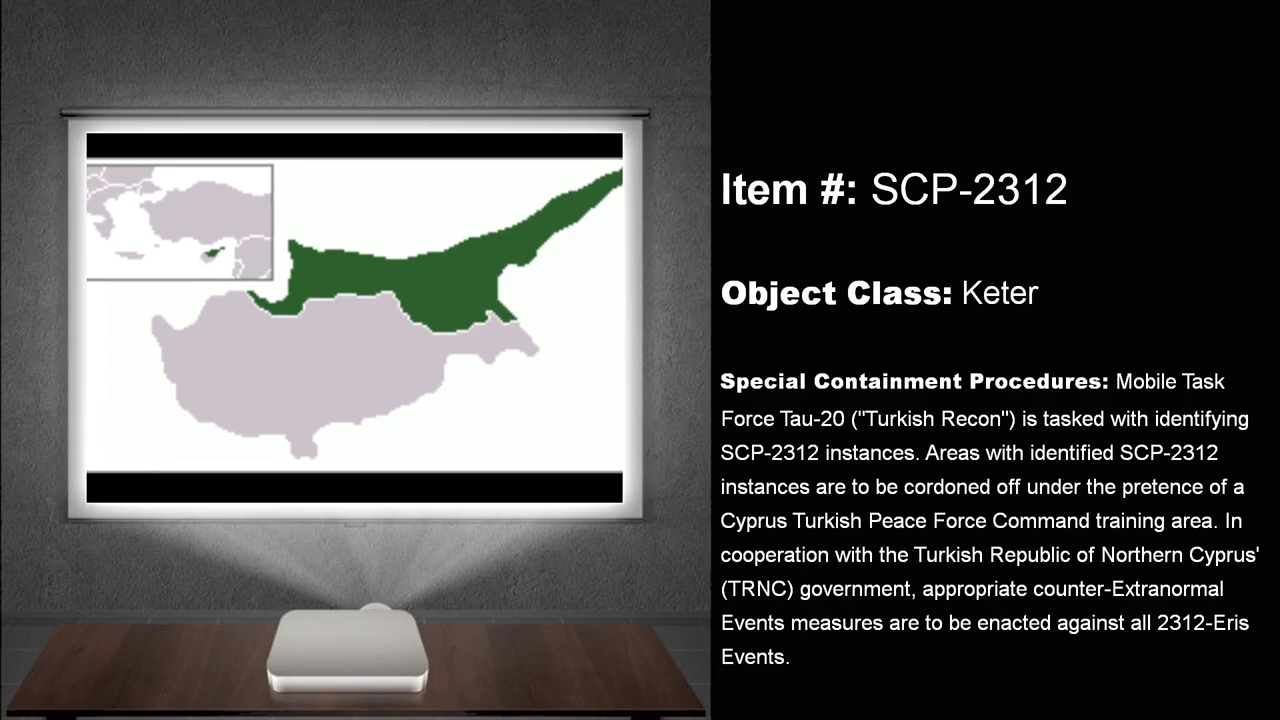 Item #: SCP-2312
Object Class: Keter
Special Containment Procedures: Mobile Task
Force Tau-20 ("Turkish Recon") is tasked with identifying
SCP-2312 instances. Areas with identified SCP-2312
instances are to be cordoned off under the pretence of a
Cyprus Turkish Peace Force Command training area. In
cooperation with the Turkish Republic of Northern Cyprus'
(TRNC) government, appropriate counter-Extranormal
Events measures are to be enacted against all 2312-Eris
Events.